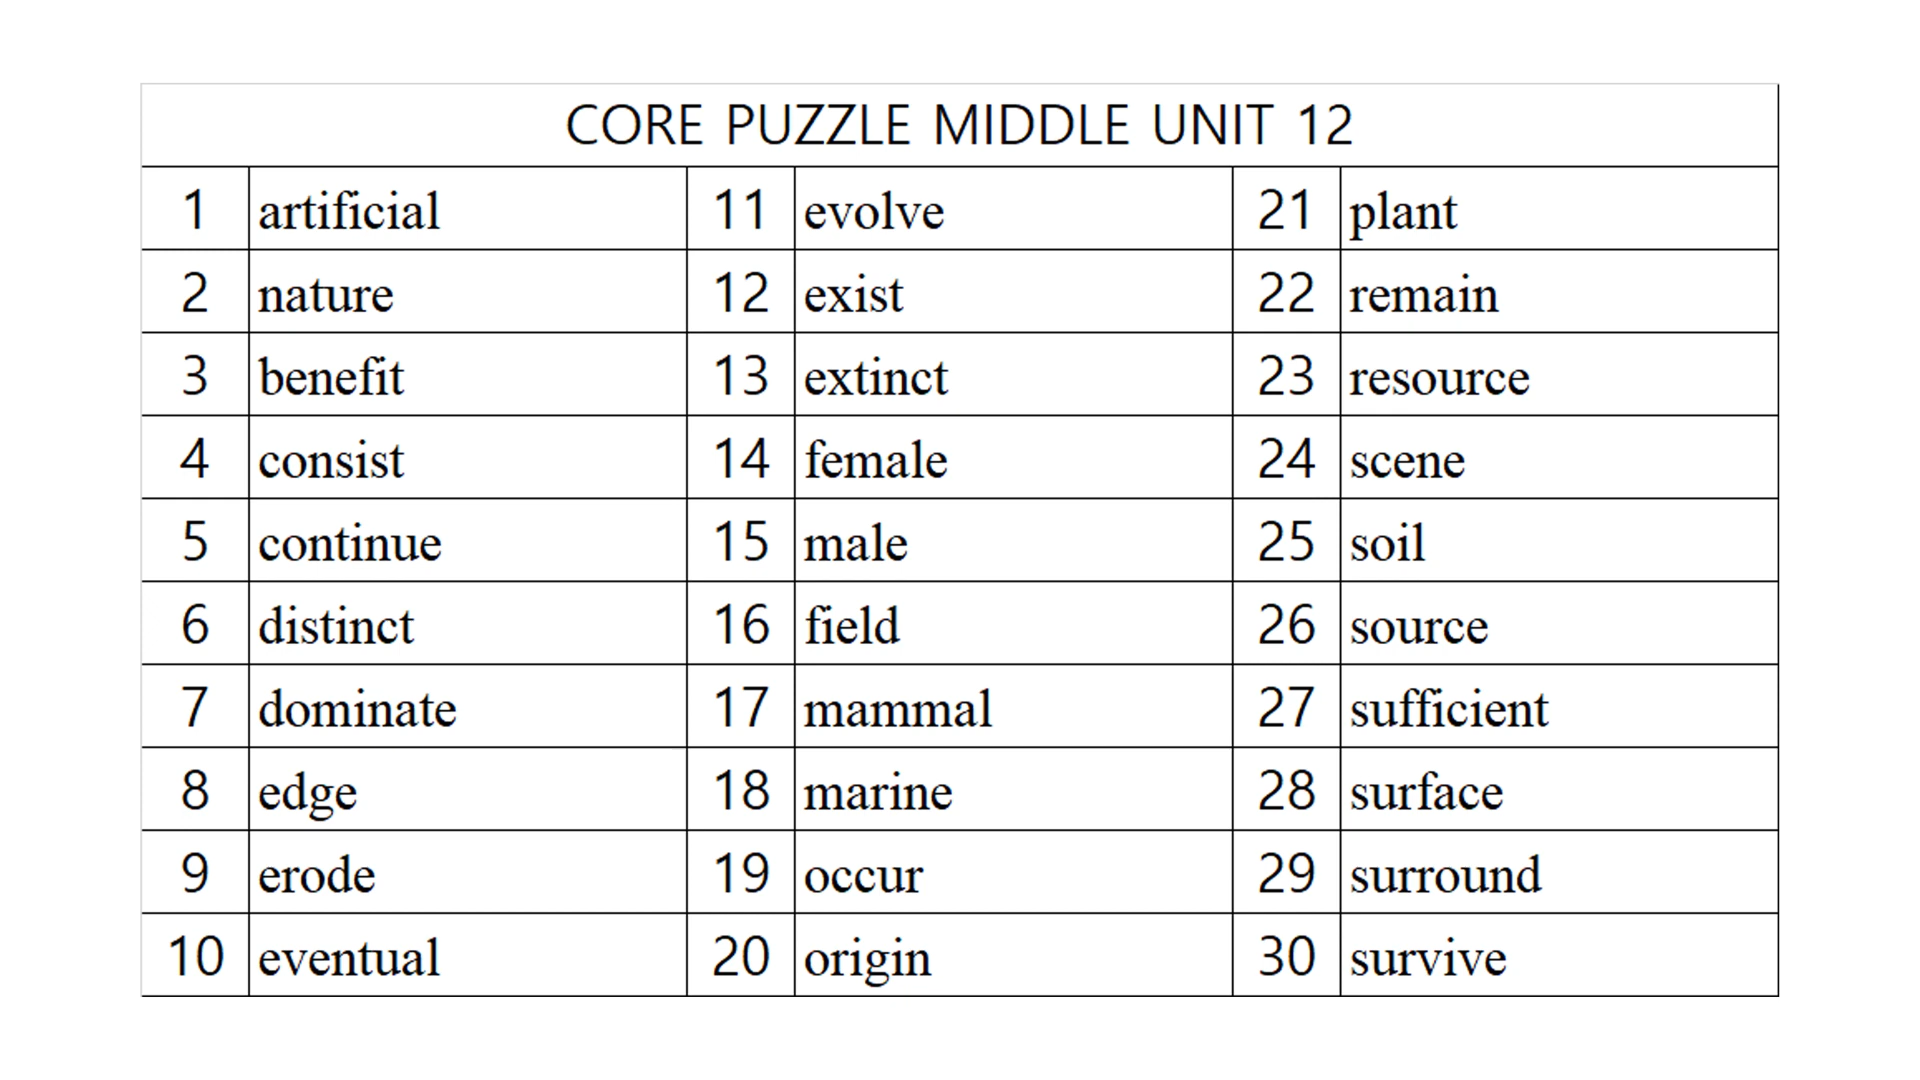 CORE PUZZLE MIDDLE UNIT 12
1 artificial 11 evolve 21 plant
2 nature 12 exist 22 remain
3 benefit 13 extinct 23 resource
4 consist 14 female 24 scene
5 continue 15 male 25 soil
6 distinct 16 field 26 source
7 dominate 17 mammal 27 sufficient
8 edge 18 marine 28 surface
9 erode 19 occur 29 surround
10 eventual 20 origin 30 survive